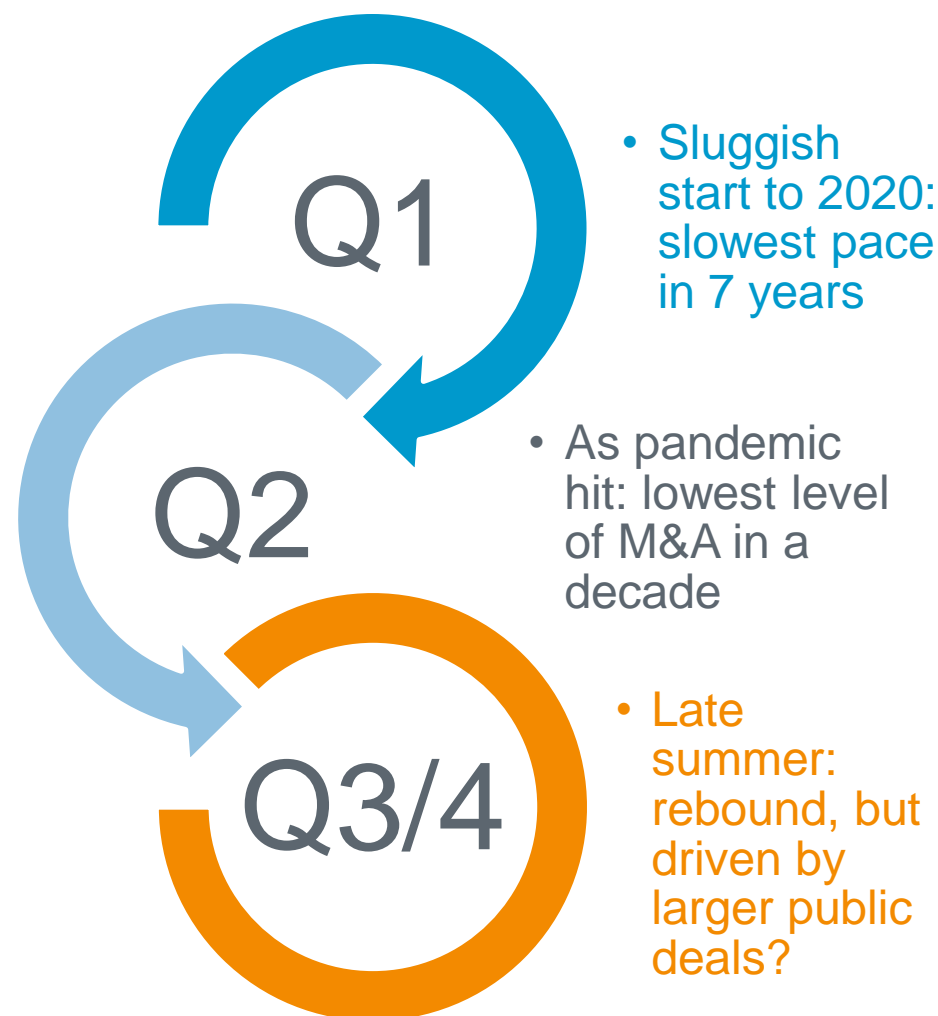 Q1
• Sluggish
start to 2020:
slowest pace
in 7 years
Q2
• As pandemic
hit: lowest level
of M&A in a
decade
Q3/4
• Late
summer:
rebound, but
driven by
larger public
deals?